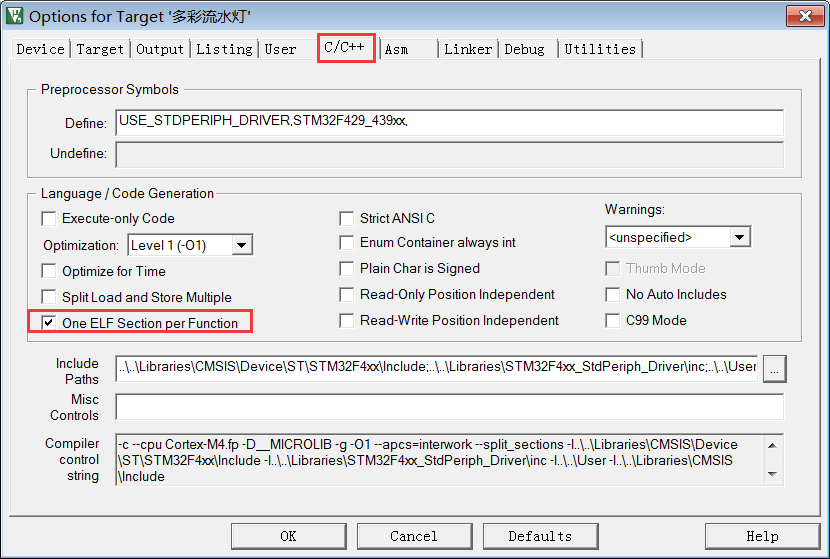 Options for Target '多彩流水灯'
Device Target Output Listing User C/C++ Asm Linker Debug Utilities
Preprocessor Symbols
Define: USE_STDPERIPH_DRIVER,STM32F429_439xx,
Undefine:
Language / Code Generation
Execute-only Code
Optimization: Level 1 (-O1)
Optimize for Time
Split Load and Store Multiple
One ELF Section per Function
Strict ANSI C
Enum Container always int
Plain Char is Signed
Read-Only Position Independent
Read-Write Position Independent
Warnings:
<unspecified>
Thumb Mode
No Auto Includes
C99 Mode
Include
Paths
..\..\Libraries\CMSIS\Device\ST\STM32F4xx\Include;..\..\Libraries\STM32F4xx_StdPeriph_Driver\inc;..\..\User
...
Misc
Controls
Compiler
control
string
-c --cpu Cortex-M4.fp -D__MICROLIB -g -O1 --apcs=interwork --split_sections -I..\..\Libraries\CMSIS\Device
\ST\STM32F4xx\Include -I..\..\Libraries\STM32F4xx_StdPeriph_Driver\inc -I..\..\User -I..\..\Libraries\CMSIS
\Include
OK Cancel Defaults Help